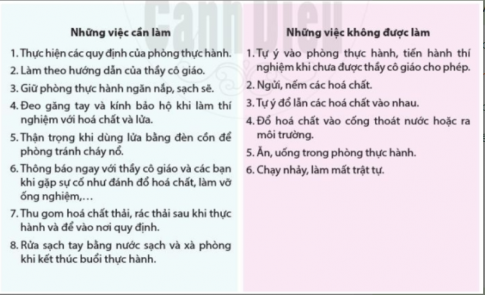 Cánh Diều
Những việc cần làm
1. Thực hiện các quy định của phòng thực hành.
2. Làm theo hướng dẫn của thầy cô giáo.
3. Giữ phòng thực hành ngăn nắp, sạch sẽ.
4. Đeo găng tay và kính bảo hộ khi làm thí
nghiệm với hoá chất và lửa.
5. Thận trọng khi dùng lửa bằng đèn cồn để
phòng tránh cháy nổ.
6. Thông báo ngay với thầy cô giáo và các bạn
khi gặp sự cố như đánh đổ hoá chất, làm vỡ
ống nghiệm,...
7. Thu gom hoá chất thải, rác thải sau khi thực
hành và để vào nơi quy định.
8. Rửa sạch tay bằng nước sạch và xà phòng
khi kết thúc buổi thực hành.
Những việc không được làm
1. Tự ý vào phòng thực hành, tiến hành thí
nghiệm khi chưa được thầy cô giáo cho phép.
2. Ngửi, nếm các hoá chất.
3. Tự ý đổ lẫn các hoá chất vào nhau.
4. Đổ hoá chất vào cống thoát nước hoặc ra
môi trường.
5. Ăn, uống trong phòng thực hành.
6. Chạy nhảy, làm mất trật tự.